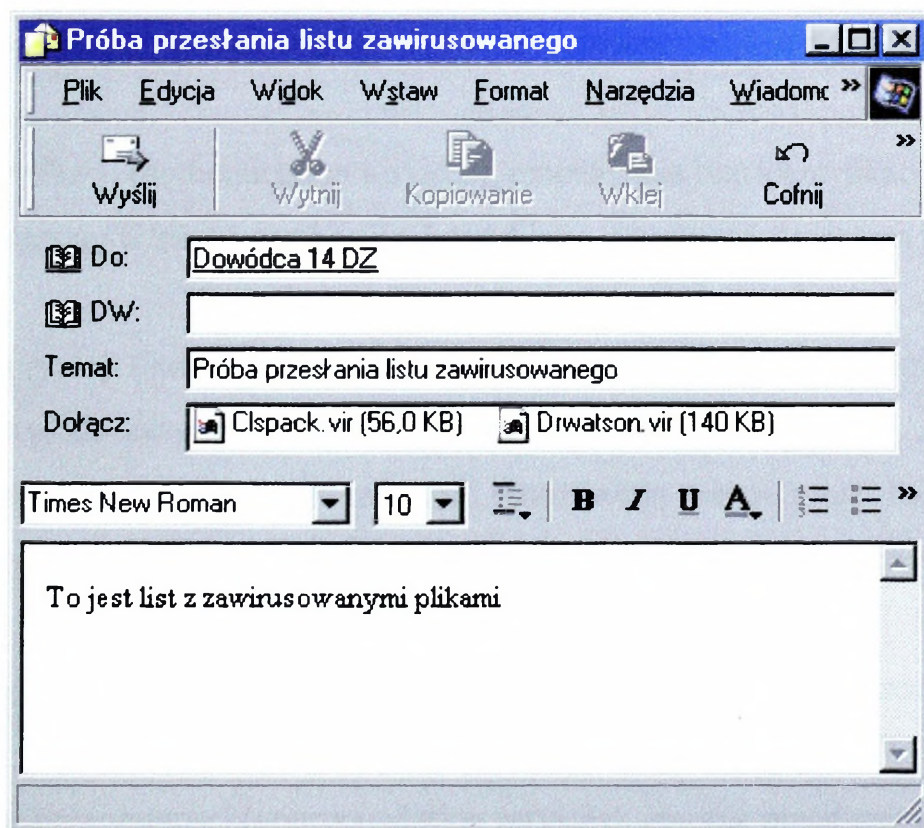 Próba przesłania listu zawirusowanego
Plik Edycja Widok Wstaw Format Narzędzia Wiadomc »
Wyślij Wytnij Kopiowanie Wklej Cofnij »
Do: Dowódca 14 DZ
DW:
Temat: Próba przesłania listu zawirusowanego
Dołącz: Clspack.vir (56,0 KB) Drwatson.vir (140 KB)
Times New Roman 10 B I U A »
To jest list z zawirusowanymi plikami